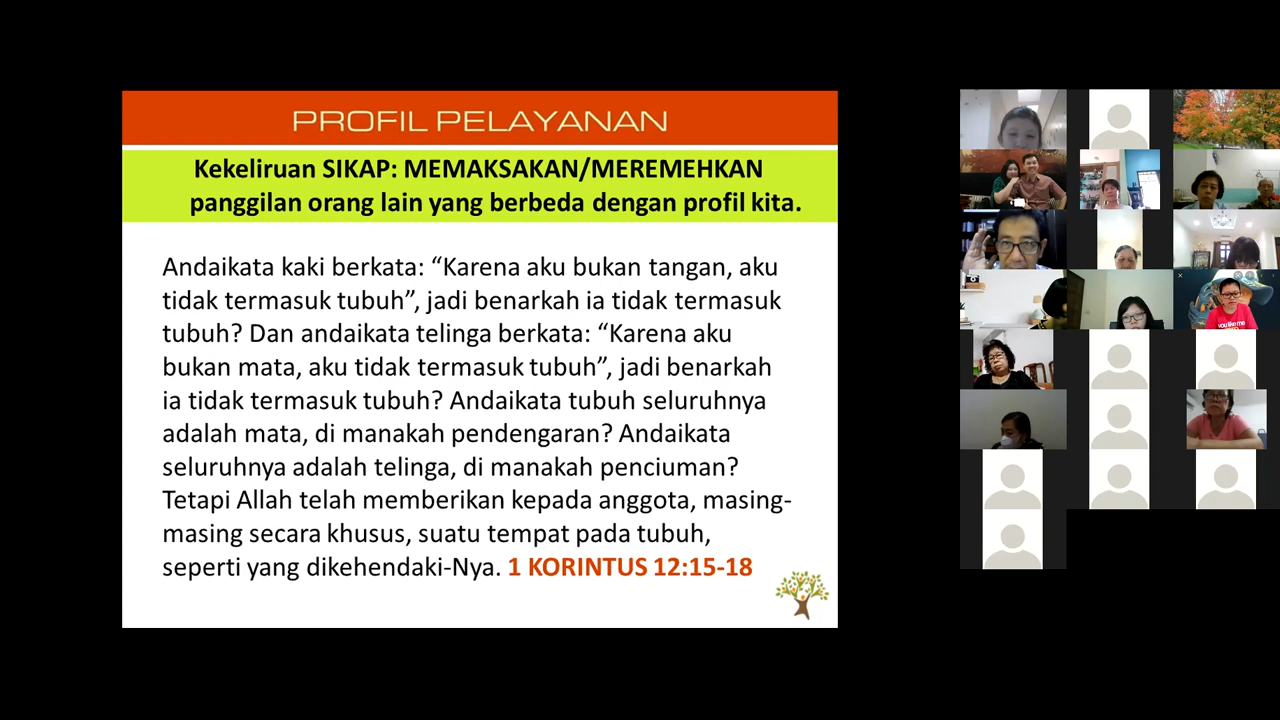 PROFIL PELAYANAN
Kekeliruan SIKAP: MEMAKSAKAN/MEREMEHKAN
panggilan orang lain yang berbeda dengan profil kita.
Andaikata kaki berkata: “Karena aku bukan tangan, aku
tidak termasuk tubuh”, jadi benarkah ia tidak termasuk
tubuh? Dan andaikata telinga berkata: “Karena aku
bukan mata, aku tidak termasuk tubuh”, jadi benarkah
ia tidak termasuk tubuh? Andaikata tubuh seluruhnya
adalah mata, di manakah pendengaran? Andaikata
seluruhnya adalah telinga, di manakah penciuman?
Tetapi Allah telah memberikan kepada anggota, masing-
masing secara khusus, suatu tempat pada tubuh,
seperti yang dikehendaki-Nya. 1 KORINTUS 12:15-18
you like me